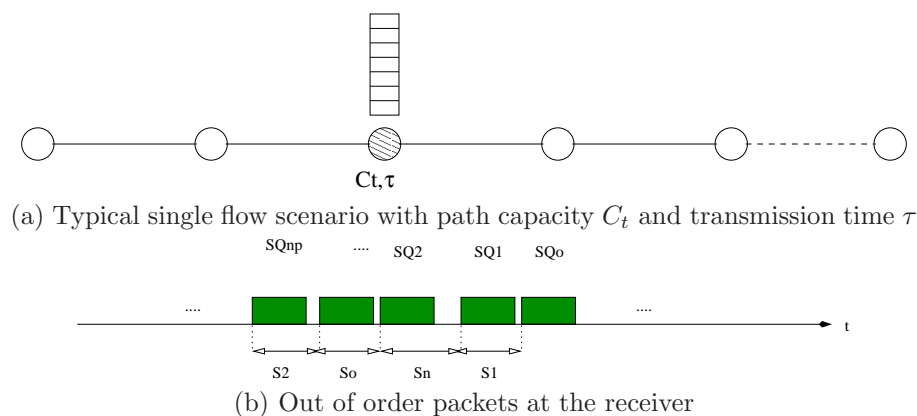 Ct,τ
(a) Typical single flow scenario with path capacity Ct and transmission time τ
SQnp .... SQ2 SQ1 SQo
.... ....
t
S2 So Sn S1
(b) Out of order packets at the receiver